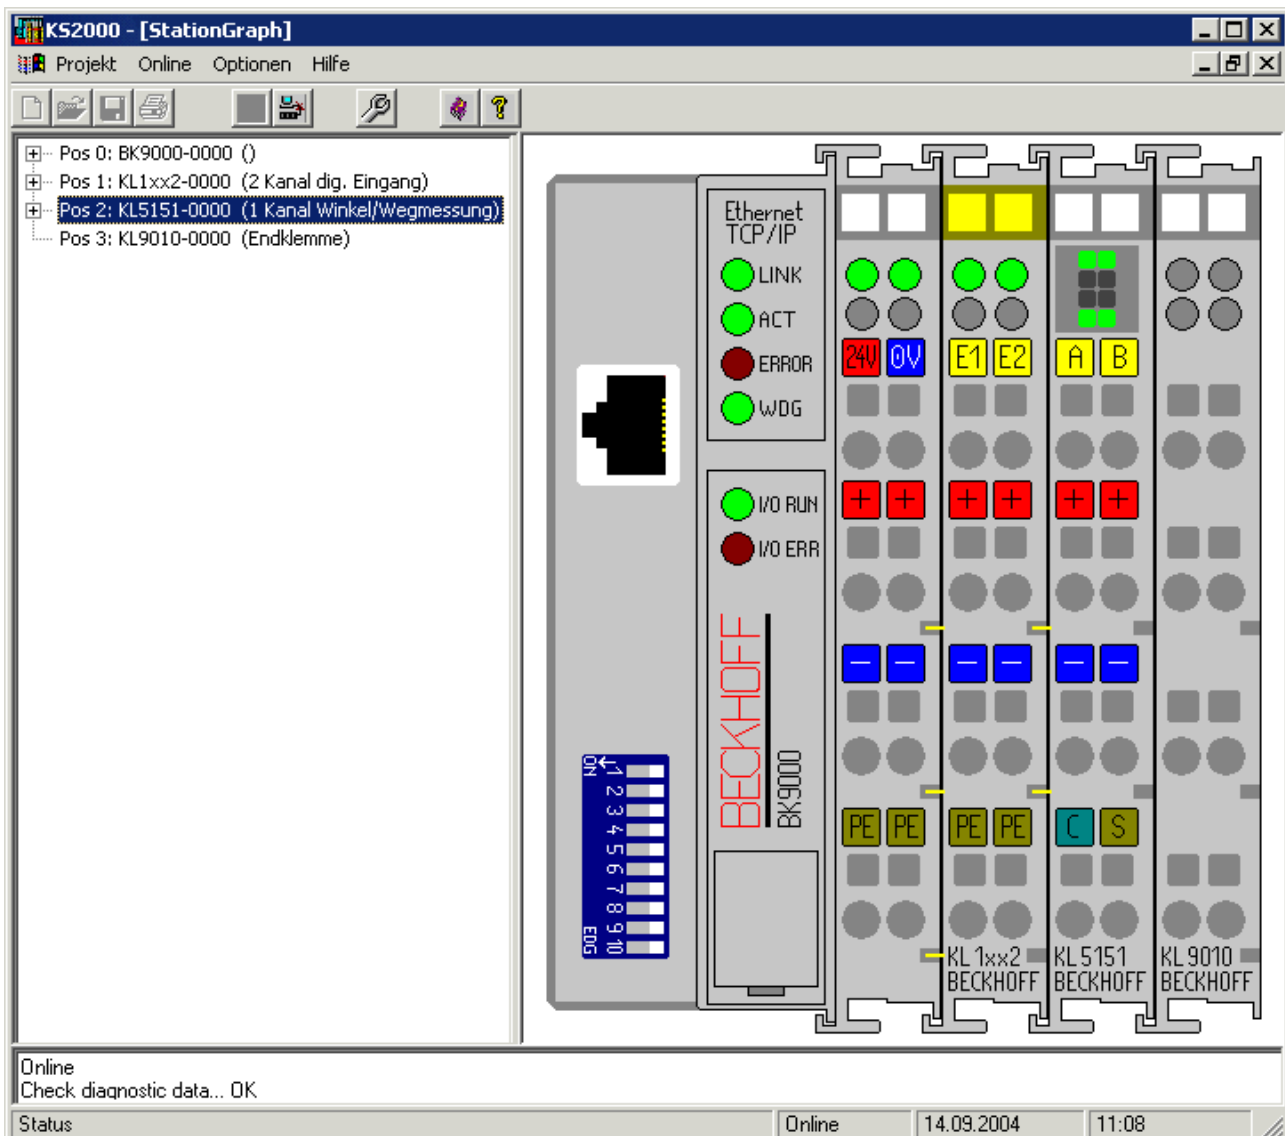 KS2000 - [StationGraph]
Projekt Online Optionen Hilfe
Pos 0: BK9000-0000 ()
Pos 1: KL1xx2-0000 (2 Kanal dig. Eingang)
Pos 2: KL5151-0000 (1 Kanal Winkel/Wegmessung)
Pos 3: KL9010-0000 (Endklemme)
Ethernet
TCP/IP
LINK
ACT
ERROR
WDG
I/O RUN
I/O ERR
BECKHOFF
BK9000
ON
1
2
3
4
5
6
7
8
9
10
EDG
24V 0V E1 E2 A B
+ + + + + +
− − − − − −
PE PE PE PE C S
KL1xx2
BECKHOFF
KL5151
BECKHOFF
KL9010
BECKHOFF
Online
Check diagnostic data... OK
Status Online 14.09.2004 11:08